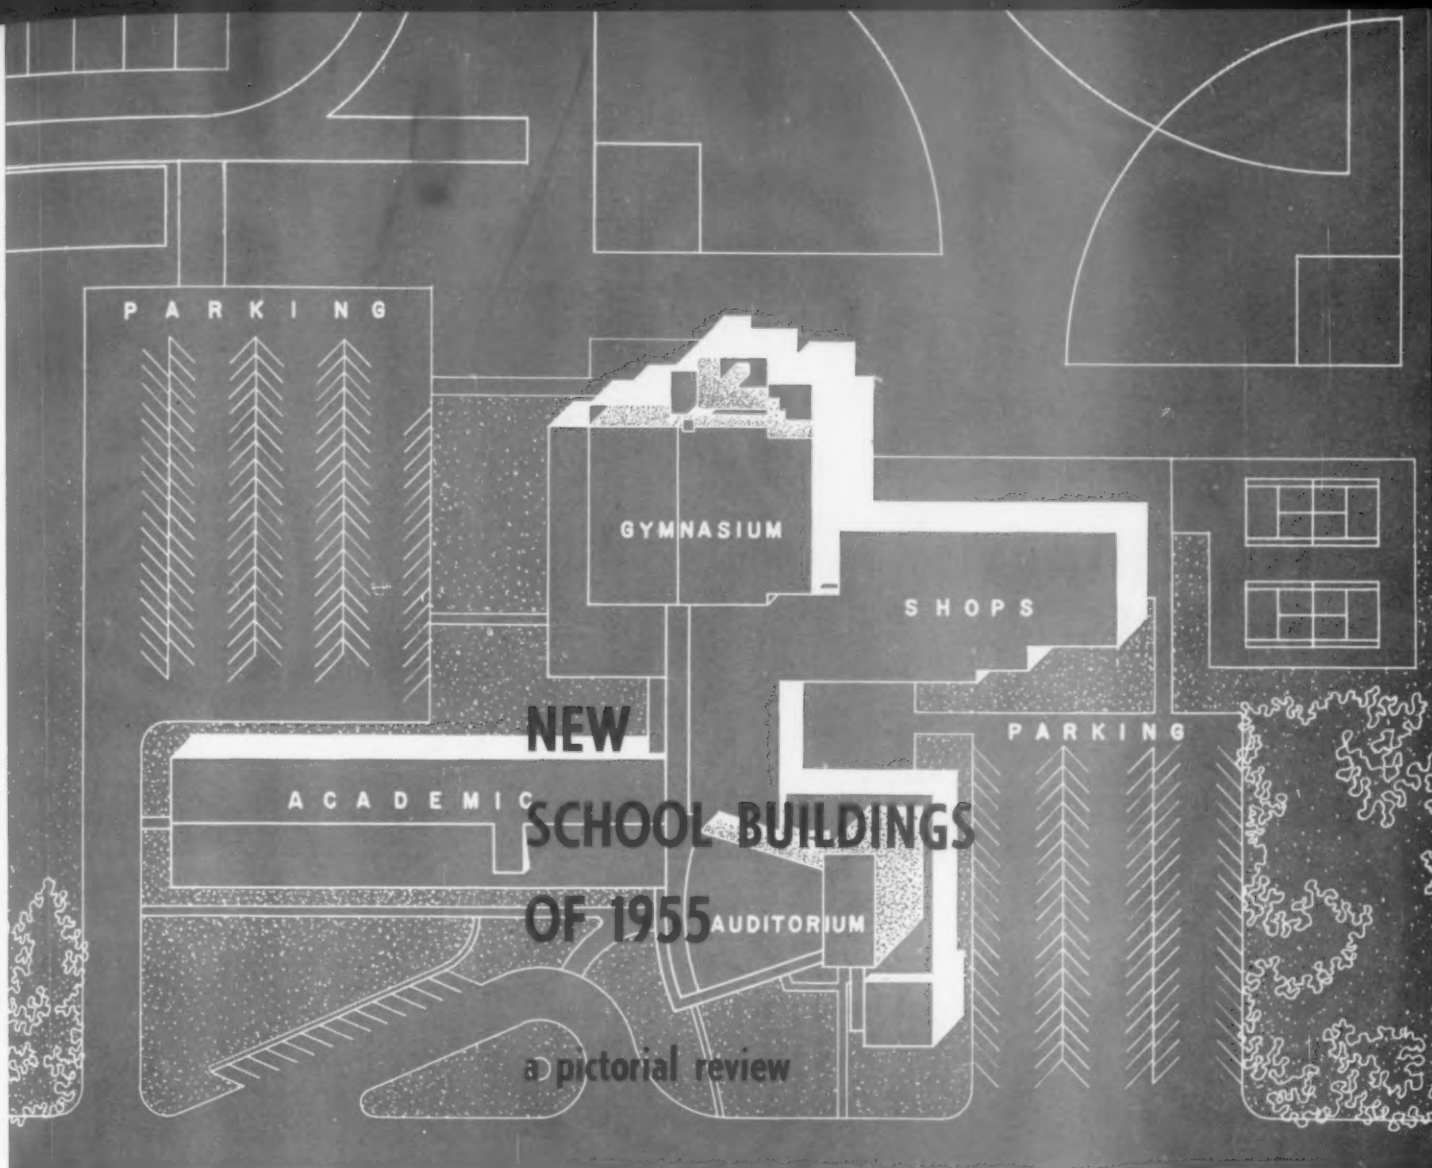 PARKING
GYMNASIUM
SHOPS
NEW
PARKING
ACADEMIC
SCHOOL BUILDINGS
OF 1955
AUDITORIUM
a pictorial review